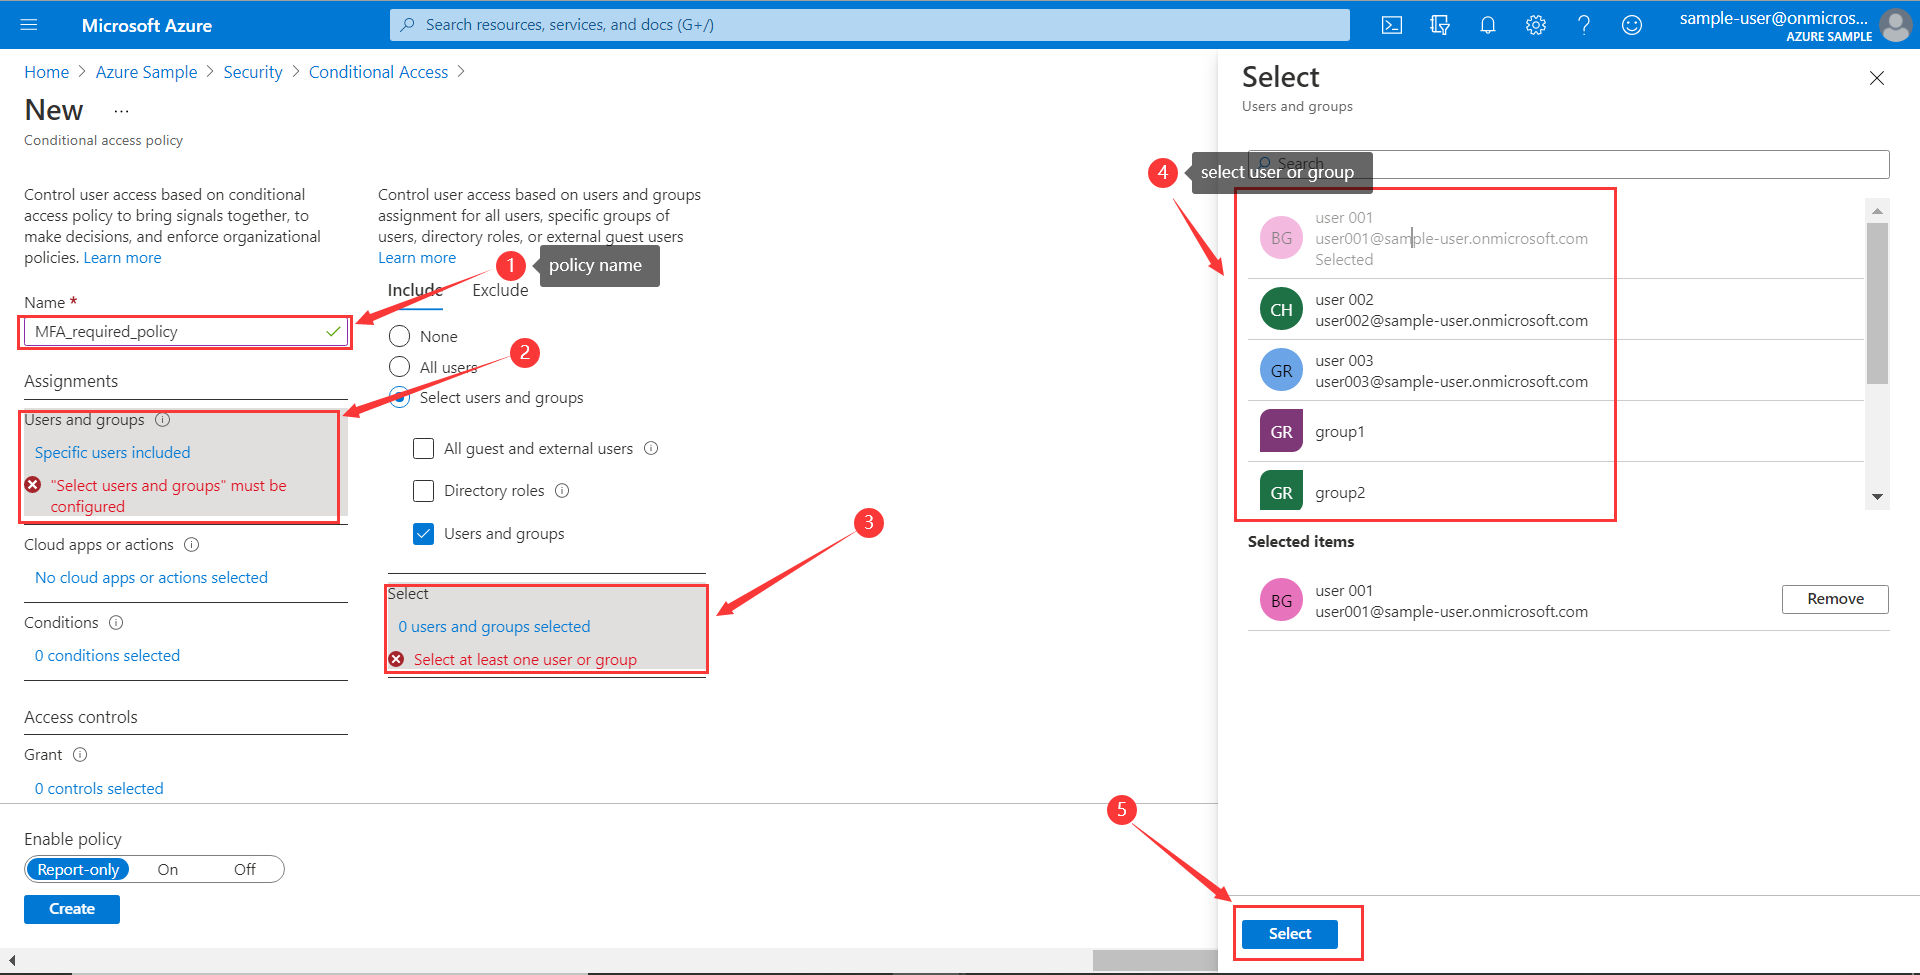 Microsoft Azure
Search resources, services, and docs (G+/)
sample-user@onmicros...
AZURE SAMPLE
Home > Azure Sample > Security > Conditional Access >
New ...
Conditional access policy
Control user access based on conditional
access policy to bring signals together, to
make decisions, and enforce organizational
policies. Learn more
Name *
MFA_required_policy
Assignments
Users and groups
Specific users included
"Select users and groups" must be
configured
Cloud apps or actions
No cloud apps or actions selected
Conditions
0 conditions selected
Access controls
Grant
0 controls selected
Enable policy
Report-only On Off
Create
Control user access based on users and groups
assignment for all users, specific groups of
users, directory roles, or external guest users
Learn more
1 policy name
Include Exclude
None
2
All users
Select users and groups
All guest and external users
Directory roles
Users and groups
3
Select
0 users and groups selected
Select at least one user or group
Select
Users and groups
Search
4 select user or group
BG
user 001
user001@sample-user.onmicrosoft.com
Selected
CH
user 002
user002@sample-user.onmicrosoft.com
GR
user 003
user003@sample-user.onmicrosoft.com
GR group1
GR group2
Selected items
BG
user 001
user001@sample-user.onmicrosoft.com
Remove
5
Select